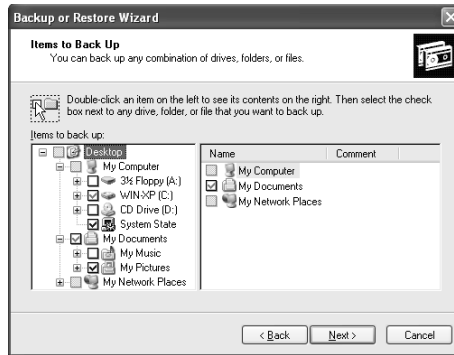 Backup or Restore Wizard
Items to Back Up
You can back up any combination of drives, folders, or files.
Double-click an item on the left to see its contents on the right. Then select the check
box next to any drive, folder, or file that you want to back up.
Items to back up:
Desktop
My Computer
3½ Floppy (A:)
WIN-XP (C:)
CD Drive (D:)
System State
My Documents
My Music
My Pictures
My Network Places
Name Comment
My Computer
My Documents
My Network Places
< Back Next > Cancel